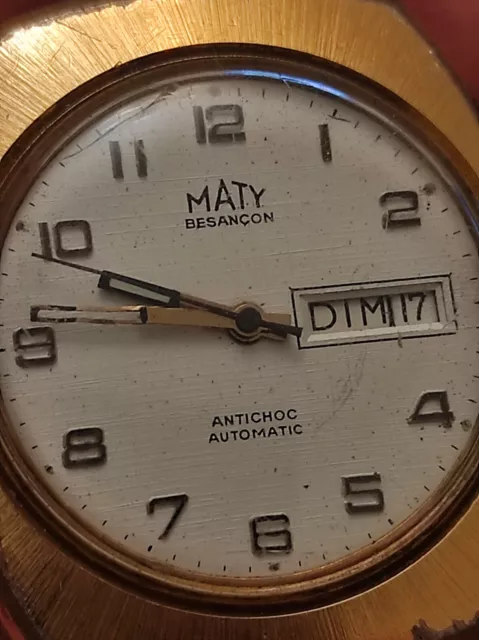 12
11
1
MATY
BESANÇON
10
2
DIM 17
9
ANTICHOC
AUTOMATIC
4
8
5
7
6